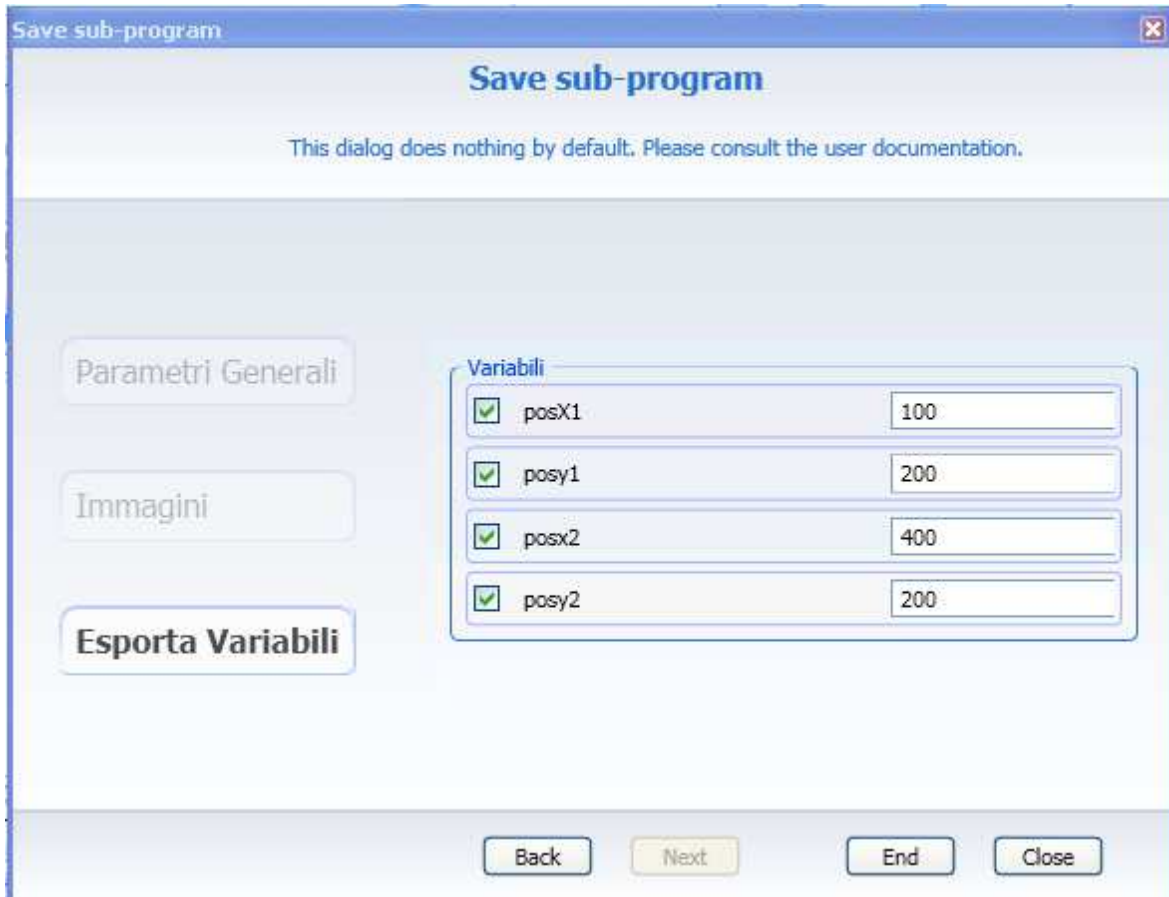 Save sub-program
Save sub-program
This dialog does nothing by default. Please consult the user documentation.
Parametri Generali
Immagini
Esporta Variabili
Variabili
posX1 100
posy1 200
posx2 400
posy2 200
Back Next End Close